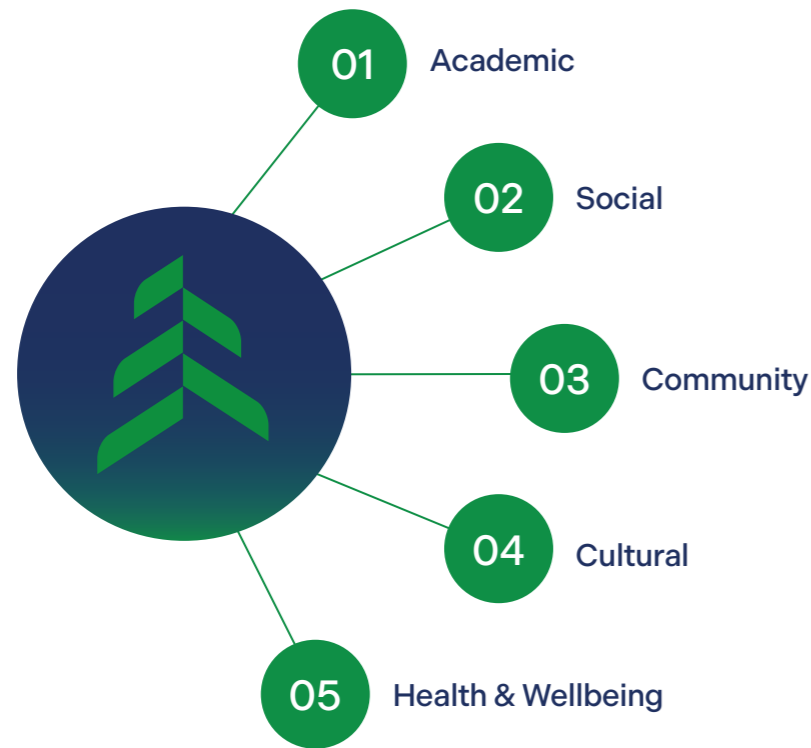 01 Academic
02 Social
03 Community
04 Cultural
05 Health & Wellbeing